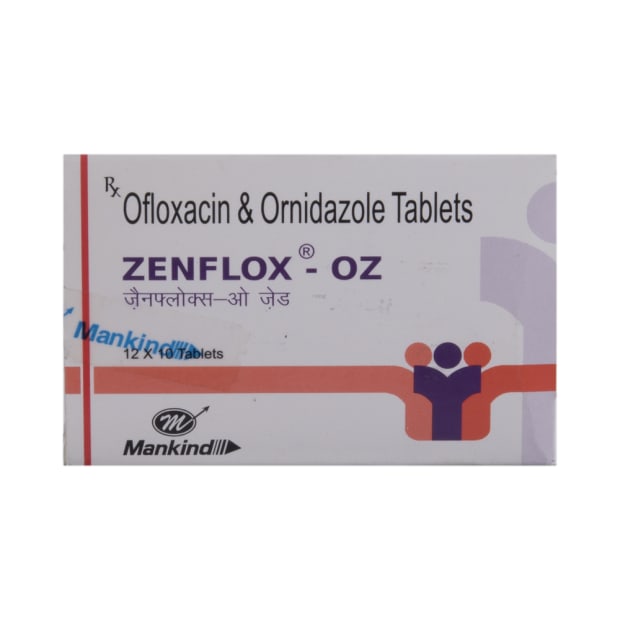 Rx Ofloxacin & Ornidazole Tablets
ZENFLOX® - OZ
ज़ैनफ्लोक्स–ओ ज़ेड
Mankind
12 X 10 Tablets
m
Mankind